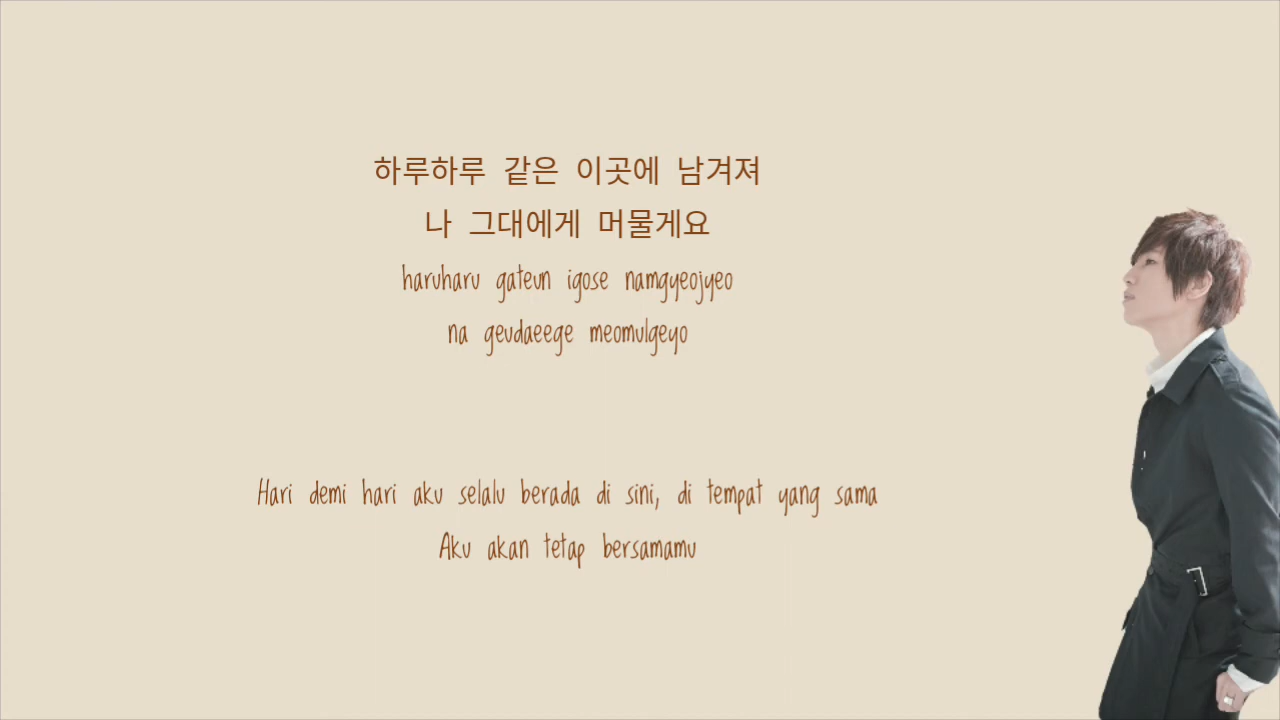 하루하루 같은 이곳에 남겨져
나 그대에게 머물게요
haruharu gateun igose namgyeojyeo
na geudaeege meomulgeyo
Hari demi hari aku selalu berada di sini, di tempat yang sama
Aku akan tetap bersamamu